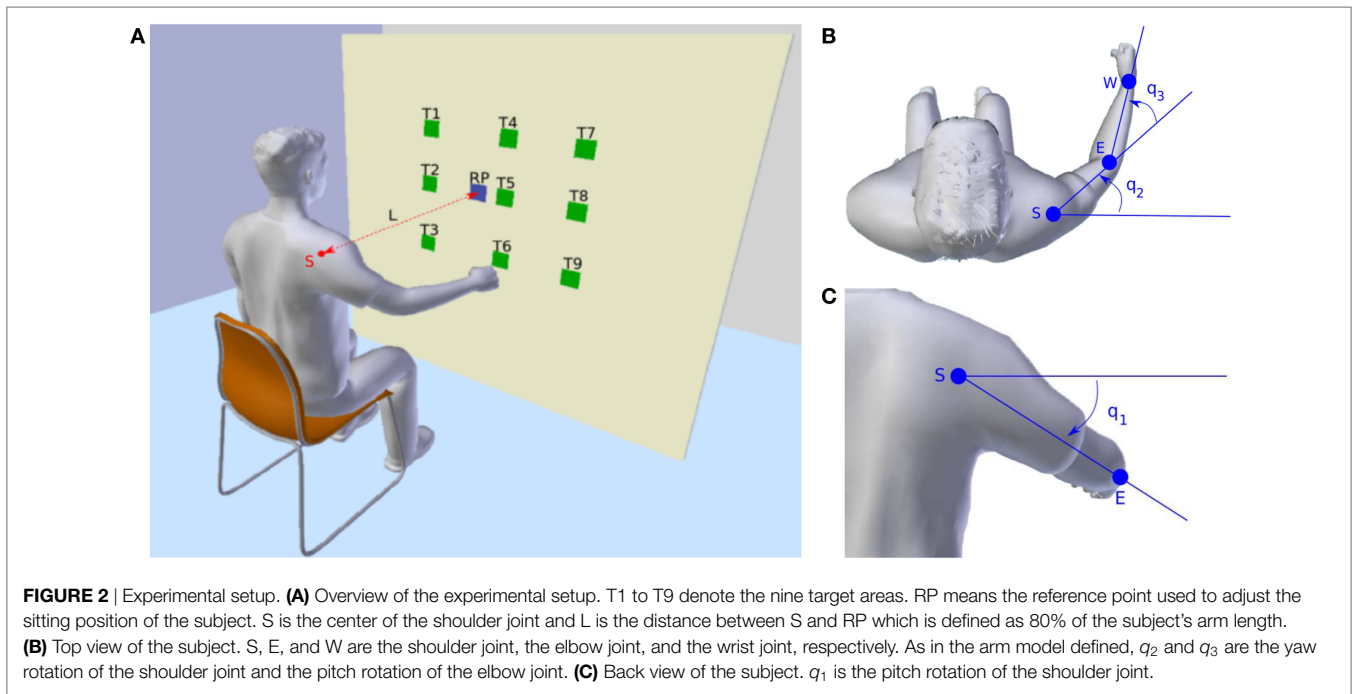 A
T1
T4
T7
T2
RP
T5
T8
L
T3
T6
T9
S
B
W
q3
E
q2
S
C
S
q1
E
FIGURE 2 | Experimental setup. (A) Overview of the experimental setup. T1 to T9 denote the nine target areas. RP means the reference point used to adjust the
sitting position of the subject. S is the center of the shoulder joint and L is the distance between S and RP which is defined as 80% of the subject's arm length.
(B) Top view of the subject. S, E, and W are the shoulder joint, the elbow joint, and the wrist joint, respectively. As in the arm model defined, q2 and q3 are the yaw
rotation of the shoulder joint and the pitch rotation of the elbow joint. (C) Back view of the subject. q1 is the pitch rotation of the shoulder joint.